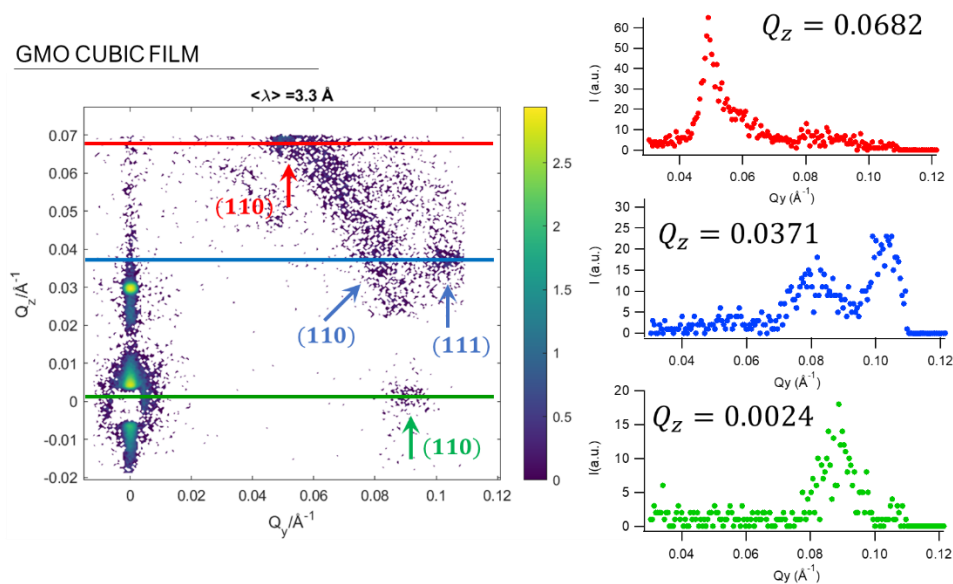 GMO CUBIC FILM
<λ> =3.3 Å
Q_z/Å⁻¹
0.07
0.06
0.05
0.04
0.03
0.02
0.01
0
-0.01
-0.02
0 0.02 0.04 0.06 0.08 0.1 0.12
Q_y/Å⁻¹
(110)
(110)
(111)
(110)
2.5
2
1.5
1
0.5
0
Q_z = 0.0682
I (a.u.)
60
50
40
30
20
10
0
0.04 0.06 0.08 0.10 0.12
Qy (Å⁻¹)
Q_z = 0.0371
I (a.u.)
30
25
20
15
10
5
0
0.04 0.06 0.08 0.10 0.12
Qy (Å⁻¹)
Q_z = 0.0024
I(a.u.)
20
15
10
5
0
0.04 0.06 0.08 0.10 0.12
Qy (Å⁻¹)